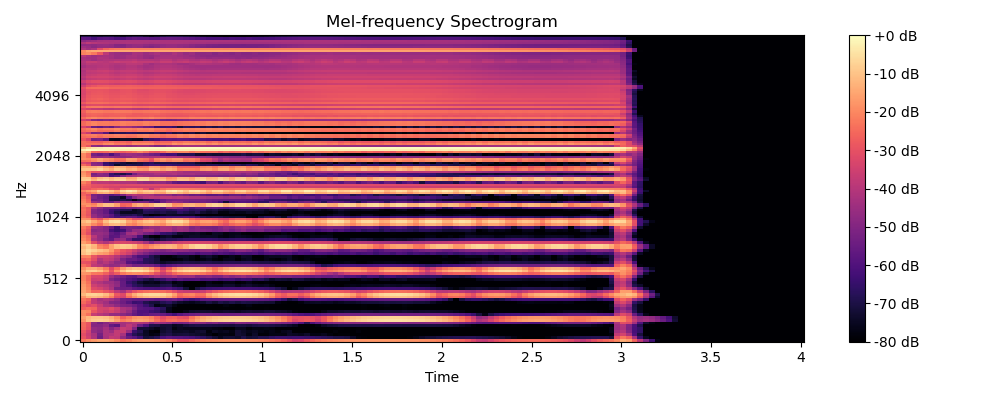 Mel-frequency Spectrogram
Hz
4096
2048
1024
512
0
0
0.5
1
1.5
2
2.5
3
3.5
4
Time
+0 dB
-10 dB
-20 dB
-30 dB
-40 dB
-50 dB
-60 dB
-70 dB
-80 dB